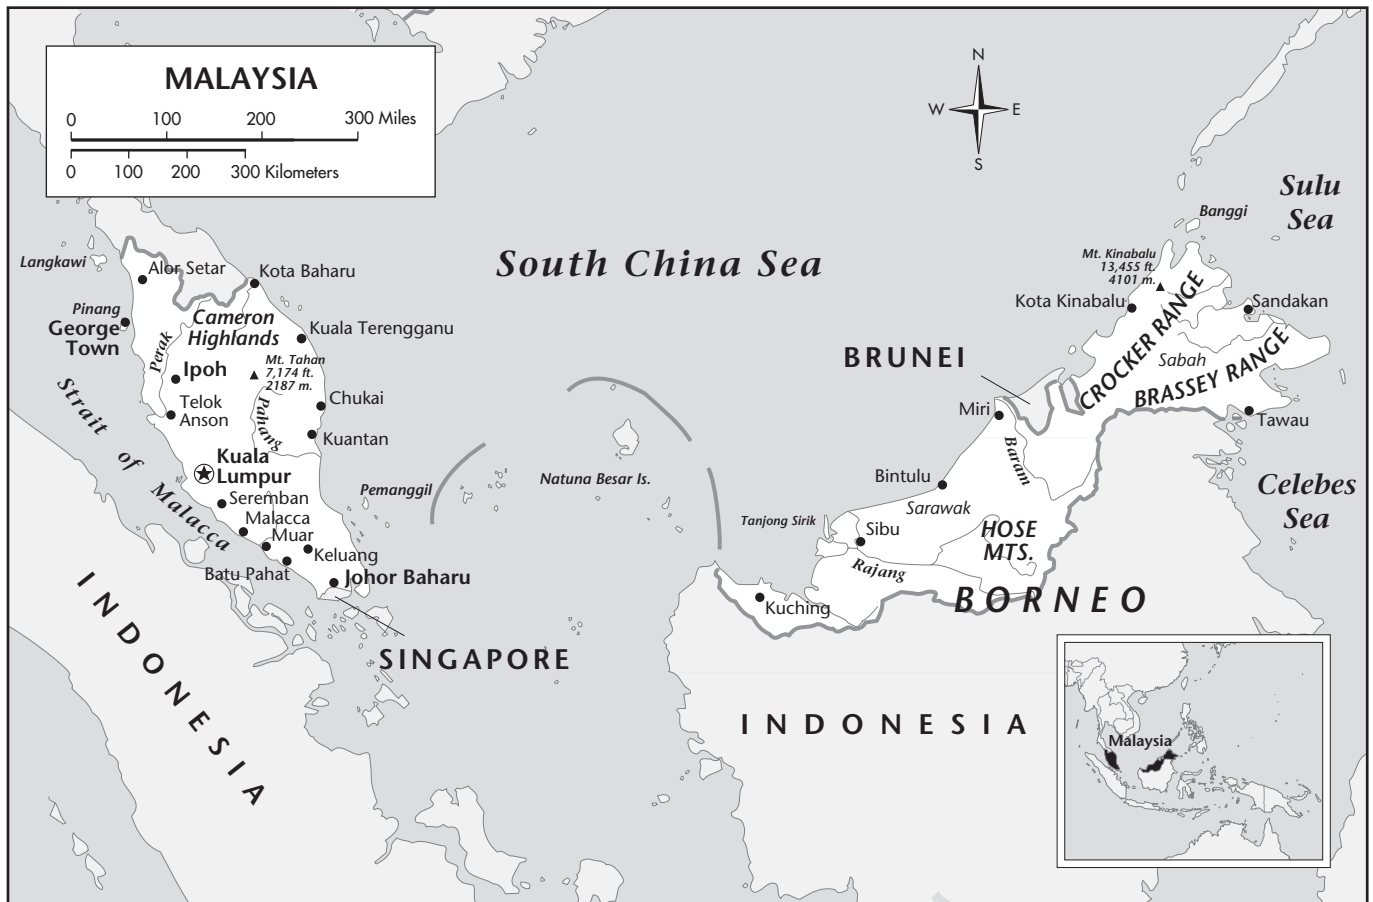 MALAYSIA
0 100 200 300 Miles
0 100 200 300 Kilometers
N
W E
S
Sulu
Sea
Banggi
South China Sea
Langkawi
Alor Setar
Kota Baharu
Mt. Kinabalu
13,455 ft.
4101 m.
Kota Kinabalu
Sandakan
CROCKER RANGE
Sabah
BRASSEY RANGE
Tawau
Pinang
George
Town
Cameron
Highlands
Kuala Terengganu
Perak
Ipoh
Mt. Tahan
7,174 ft.
2187 m.
Telok
Anson
Pahang
Chukai
Kuantan
Kuala
Lumpur
Strait of Malacca
Seremban
Malacca
Muar
Keluang
Batu Pahat
Johor Baharu
Pemanggil
Natuna Besar Is.
BRUNEI
Miri
Baram
Bintulu
Sarawak
Tanjong Sirik
Sibu
HOSE
MTS.
Rajang
Kuching
BORNEO
Celebes
Sea
SINGAPORE
INDONESIA
INDONESIA
Malaysia